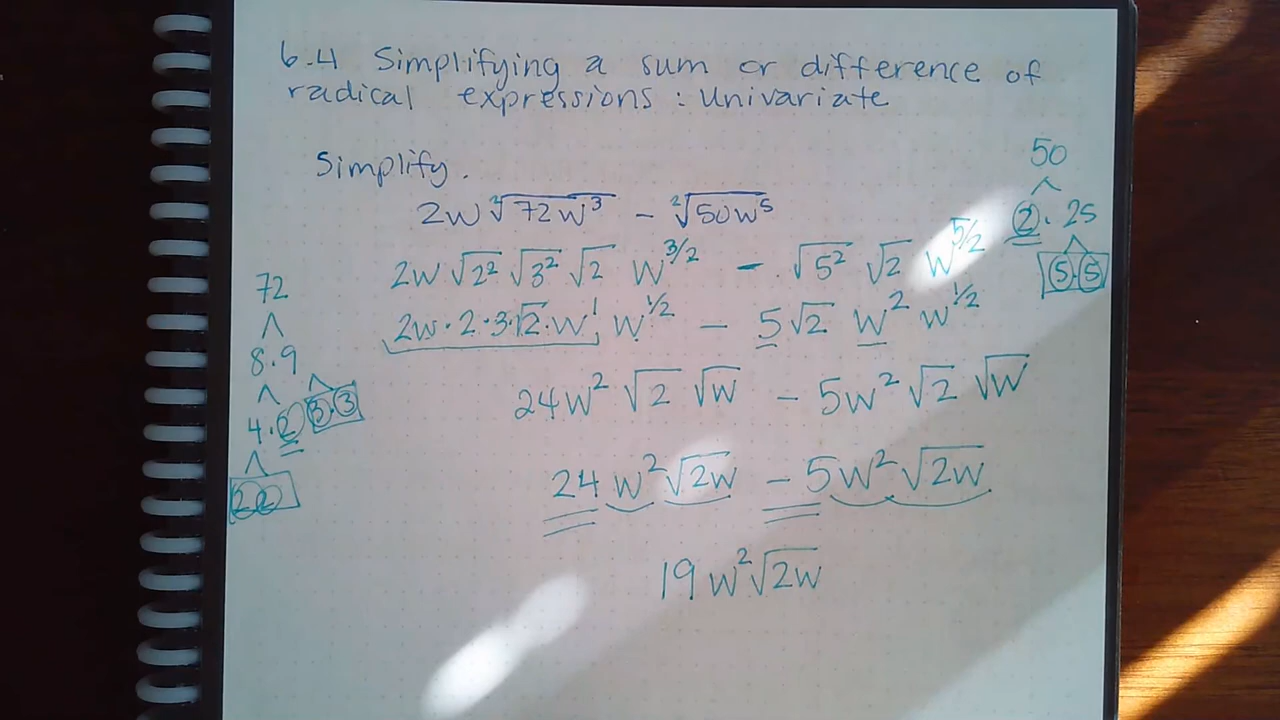 6.4 Simplifying a sum or difference of
radical expressions : Univariate
Simplify.
2w ²√72w³ - ²√50w⁵
2w √2² √3² √2 w^3/2 - √5² √2 w^5/2
2w · 2 · 3 · √2 · w¹ w^1/2 - 5√2 w² w^1/2
24w² √2 √w - 5w² √2 √w
24 w² √2w - 5w² √2w
19 w² √2w
72
8 · 9
4 · 2 3 · 3
2 2
50
2 · 25
5 · 5